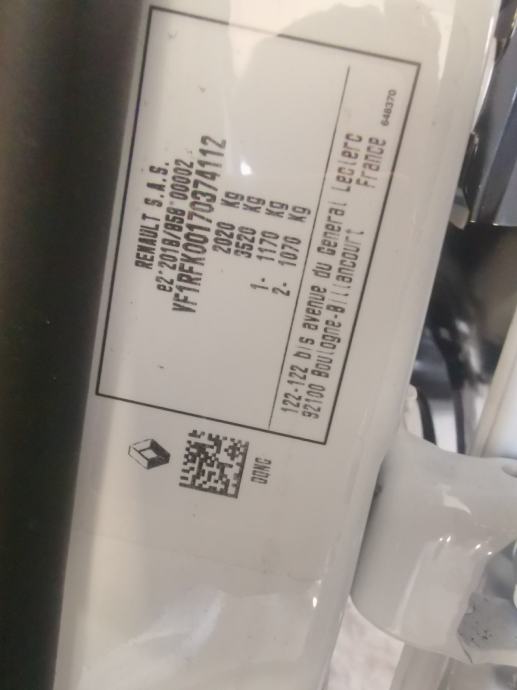 RENAULT S.A.S.
e2*2018/858*00002
VF1RFK00170374112
2020 Kg
3520 Kg
1- 1170 Kg
2- 1070 Kg
122-122 bis avenue du General Leclerc
92100 Boulogne-Billancourt France
648370
DONG